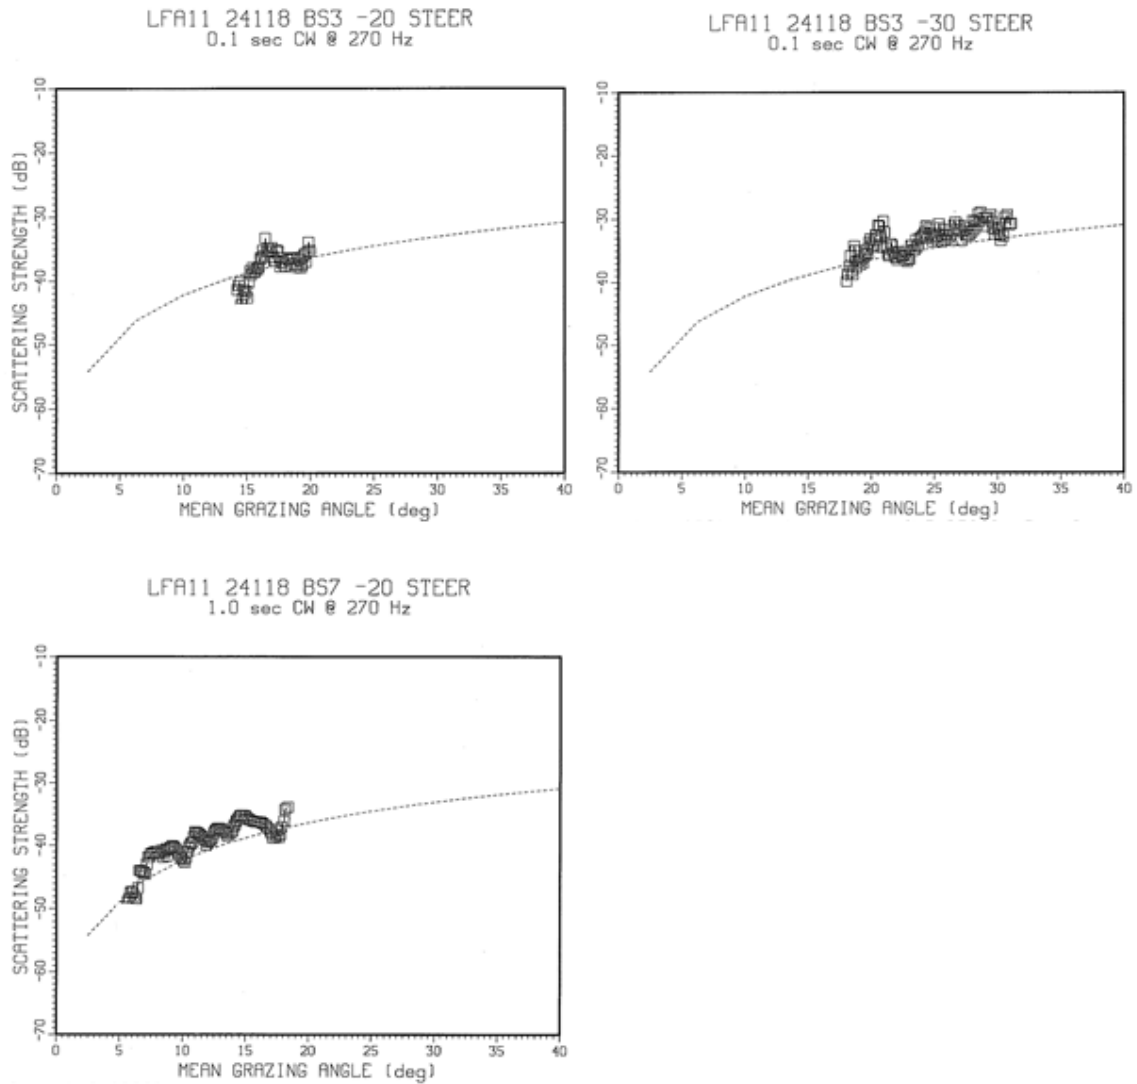 LFA11 24118 BS3 -20 STEER
0.1 sec CW @ 270 Hz
SCATTERING STRENGTH (dB)
-10
-20
-30
-40
-50
-60
-70
0 5 10 15 20 25 30 35 40
MEAN GRAZING ANGLE (deg)
LFA11 24118 BS3 -30 STEER
0.1 sec CW @ 270 Hz
-10
-20
-30
-40
-50
-60
-70
0 5 10 15 20 25 30 35 40
MEAN GRAZING ANGLE (deg)
LFA11 24118 BS7 -20 STEER
1.0 sec CW @ 270 Hz
SCATTERING STRENGTH (dB)
-10
-20
-30
-40
-50
-60
-70
0 5 10 15 20 25 30 35 40
MEAN GRAZING ANGLE (deg)